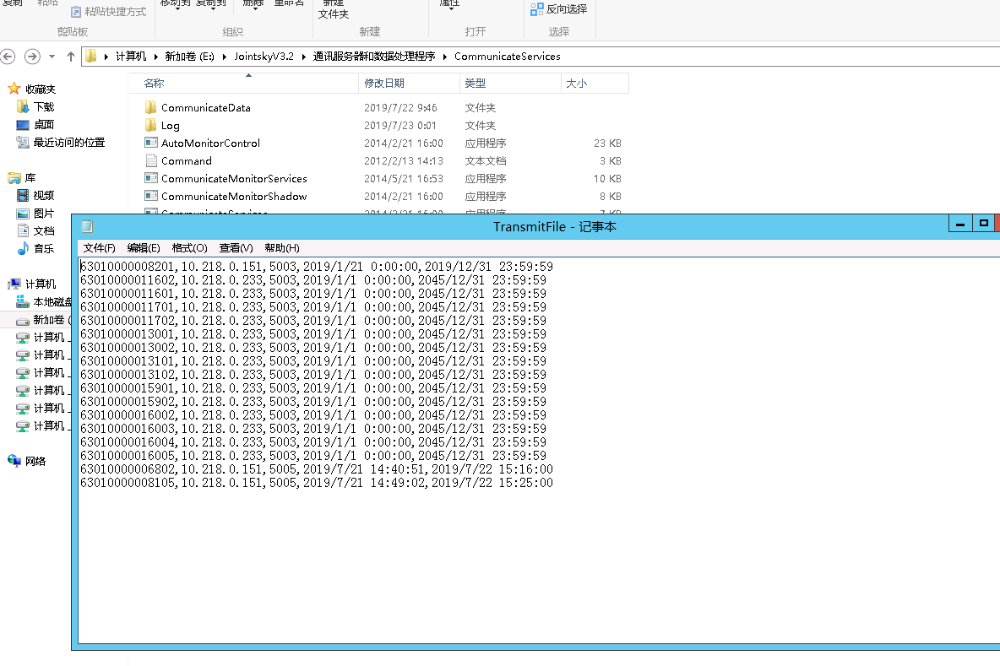 复制 粘贴 移动到 复制到 删除 重命名 新建 属性
粘贴快捷方式 文件夹 反向选择
剪贴板 组织 新建 打开 选择
计算机 新加卷 (E:) JointskyV3.2 通讯服务器和数据处理程序 CommunicateServices
收藏夹
下载
桌面
最近访问的位置
库
视频
图片
文档
音乐
计算机
本地磁盘
新加卷 (
计算机
计算机
计算机
计算机
计算机
计算机
网络
名称 修改日期 类型 大小
CommunicateData 2019/7/22 9:46 文件夹
Log 2019/7/23 0:01 文件夹
AutoMonitorControl 2014/2/21 16:00 应用程序 23 KB
Command 2012/2/13 14:13 文本文档 3 KB
CommunicateMonitorServices 2014/5/21 16:53 应用程序 10 KB
CommunicateMonitorShadow 2014/2/21 16:00 应用程序 8 KB
CommunicateServices 2014/2/21 16:00 应用程序 7 KB
TransmitFile - 记事本
文件(F) 编辑(E) 格式(O) 查看(V) 帮助(H)
63010000008201,10.218.0.151,5003,2019/1/21 0:00:00,2019/12/31 23:59:59
63010000011602,10.218.0.233,5003,2019/1/1 0:00:00,2045/12/31 23:59:59
63010000011601,10.218.0.233,5003,2019/1/1 0:00:00,2045/12/31 23:59:59
63010000011701,10.218.0.233,5003,2019/1/1 0:00:00,2045/12/31 23:59:59
63010000011702,10.218.0.233,5003,2019/1/1 0:00:00,2045/12/31 23:59:59
63010000013001,10.218.0.233,5003,2019/1/1 0:00:00,2045/12/31 23:59:59
63010000013002,10.218.0.233,5003,2019/1/1 0:00:00,2045/12/31 23:59:59
63010000013101,10.218.0.233,5003,2019/1/1 0:00:00,2045/12/31 23:59:59
63010000013102,10.218.0.233,5003,2019/1/1 0:00:00,2045/12/31 23:59:59
63010000015901,10.218.0.233,5003,2019/1/1 0:00:00,2045/12/31 23:59:59
63010000015902,10.218.0.233,5003,2019/1/1 0:00:00,2045/12/31 23:59:59
63010000016002,10.218.0.233,5003,2019/1/1 0:00:00,2045/12/31 23:59:59
63010000016003,10.218.0.233,5003,2019/1/1 0:00:00,2045/12/31 23:59:59
63010000016004,10.218.0.233,5003,2019/1/1 0:00:00,2045/12/31 23:59:59
63010000016005,10.218.0.233,5003,2019/1/1 0:00:00,2045/12/31 23:59:59
63010000006802,10.218.0.151,5005,2019/7/21 14:40:51,2019/7/22 15:16:00
63010000008105,10.218.0.151,5005,2019/7/21 14:49:02,2019/7/22 15:25:00